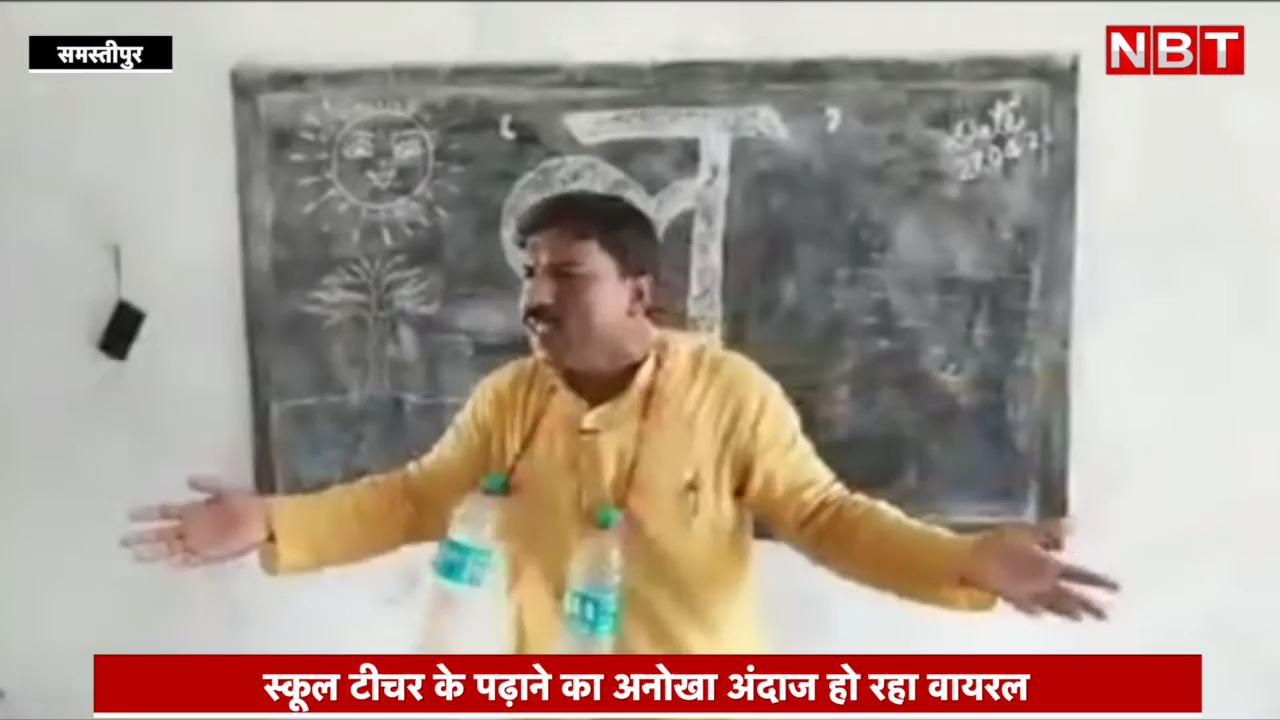 समस्तीपुर
NBT
त
स्कूल टीचर के पढ़ाने का अनोखा अंदाज हो रहा वायरल